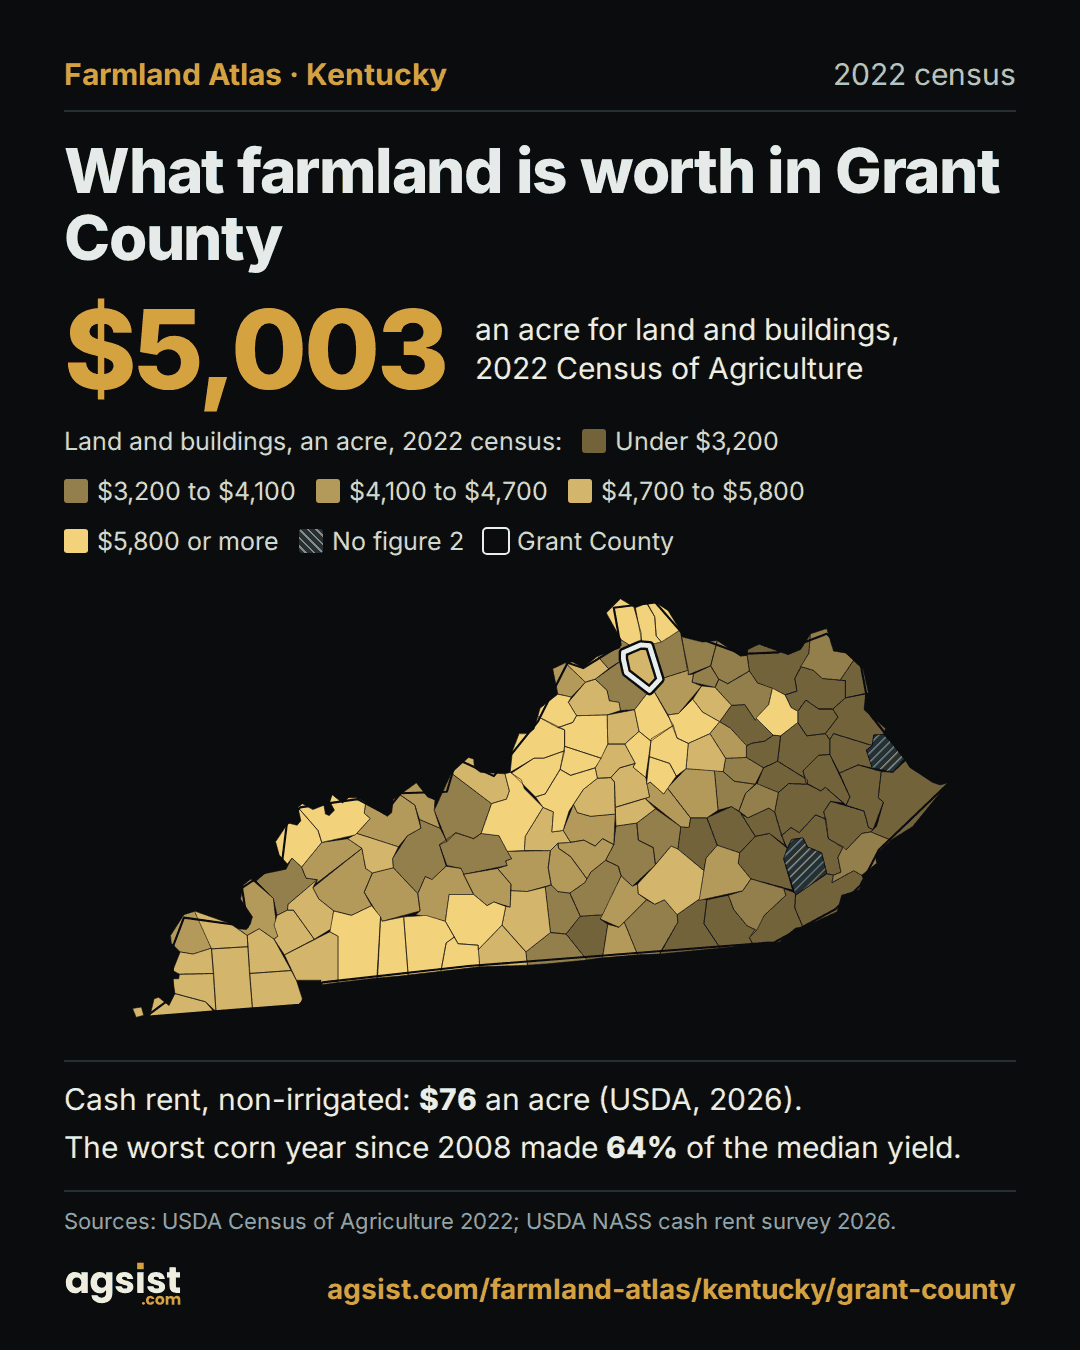 Farmland Atlas · Kentucky
2022 census
What farmland is worth in Grant
County
$5,003
an acre for land and buildings,
2022 Census of Agriculture
Land and buildings, an acre, 2022 census: Under $3,200
$3,200 to $4,100 $4,100 to $4,700 $4,700 to $5,800
$5,800 or more No figure 2 Grant County
Cash rent, non-irrigated: $76 an acre (USDA, 2026).
The worst corn year since 2008 made 64% of the median yield.
Sources: USDA Census of Agriculture 2022; USDA NASS cash rent survey 2026.
agsist
.com
agsist.com/farmland-atlas/kentucky/grant-county